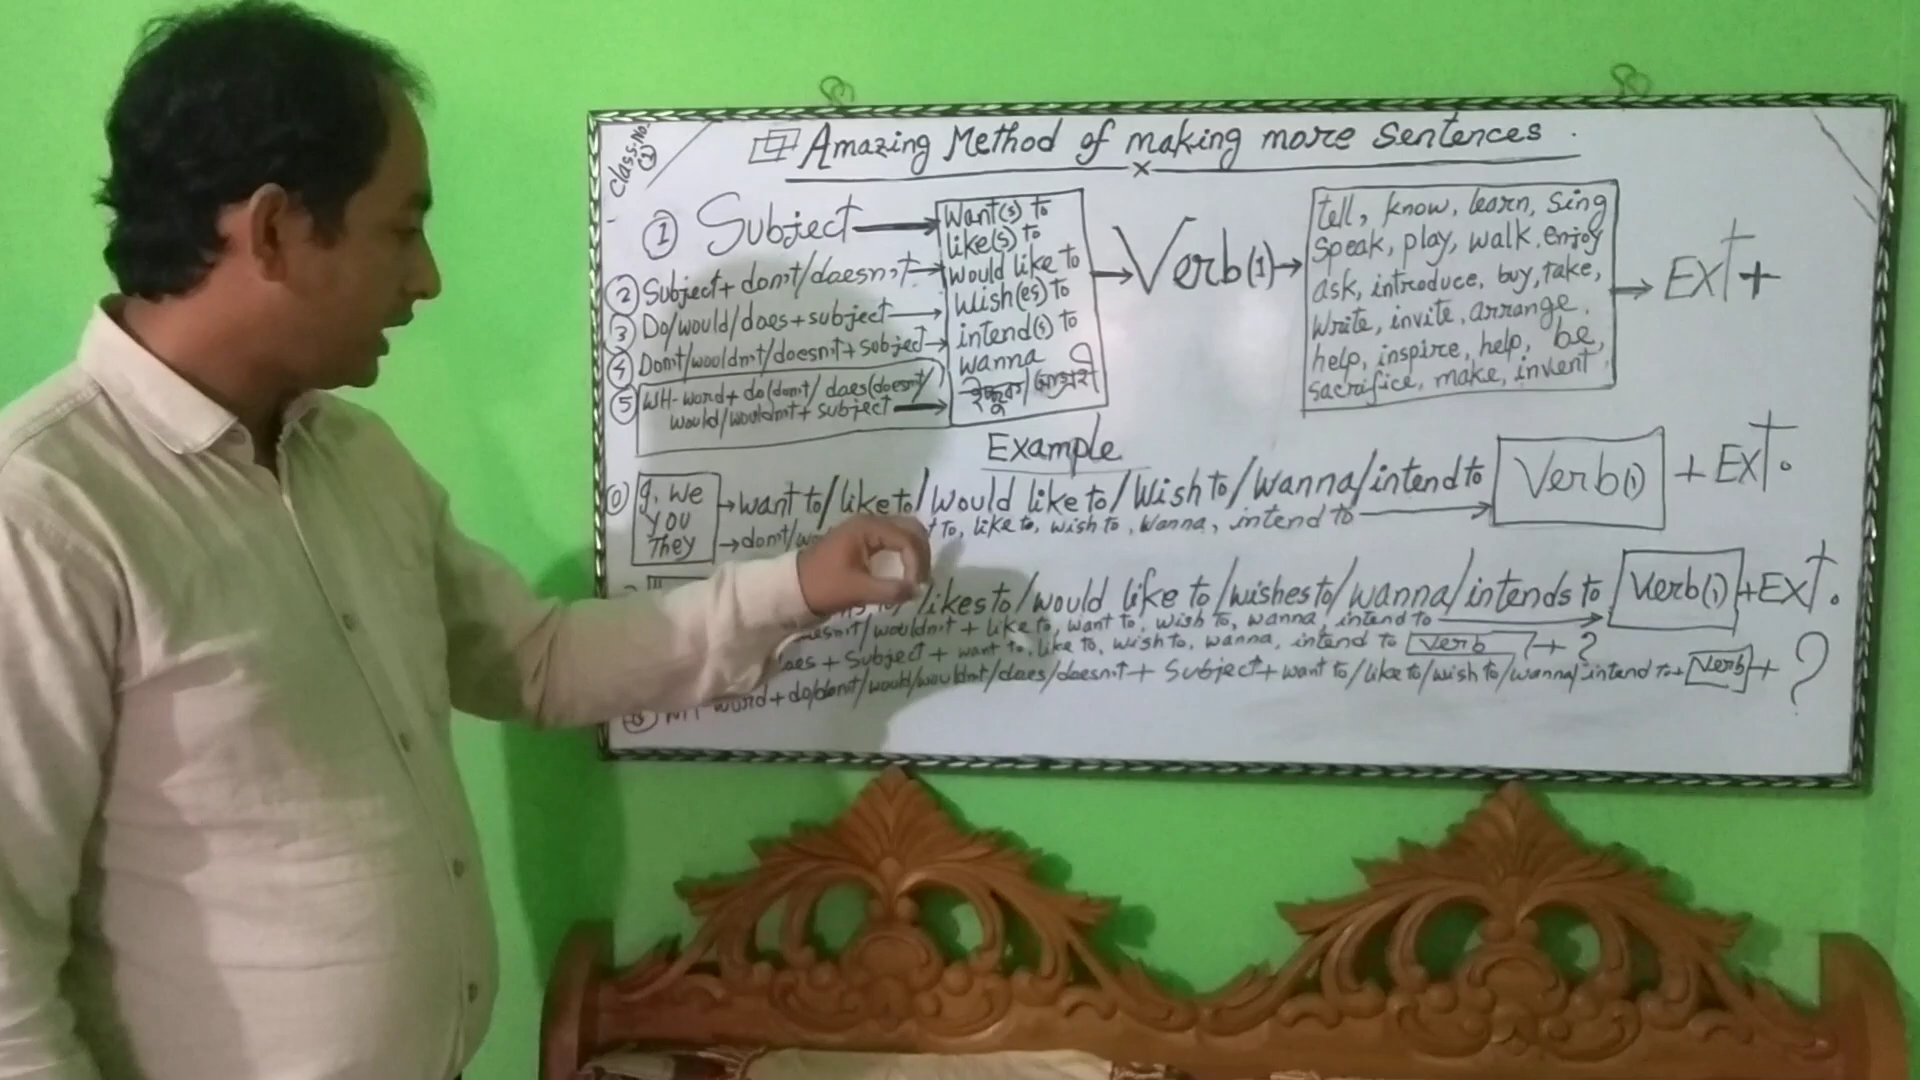 Class:No:
(2)
Amazing Method of making more sentences.
x
① Subject
② Subject + don't/doesn't
③ Do/would/does + subject
④ Don't/wouldn't/doesn't + subject
⑤ WH-word + do/don't/does/doesn't/
would/wouldn't + subject
Want(s) to
like(s) to
would like to
Wish(es) to
intend(s) to
wanna
Verb(1)
tell, know, learn, sing
speak, play, walk, enjoy
ask, introduce, buy, take,
write, invite, arrange,
help, inspire, help, be,
sacrifice, make, invent
EXT+
Example
① I, We
You
They
want to/like to/would like to/Wish to/Wanna/intend to Verb(1) + EXT.
don't/ to, like to, wish to, wanna, intend to
likes to/would like to/wishes to/wanna/intends to Verb(1) + EXT.
/wouldn't + like to, want to, wish to, wanna, intend to
+ Subject + want to, like to, wish to, wanna, intend to Verb + ?
word + do/don't/would/wouldn't/does/doesn't + Subject + want to/like to/wish to/wanna/intend to + Verb + ?